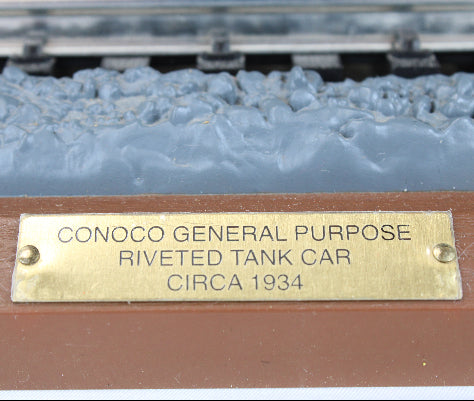 CONOCO GENERAL PURPOSE
RIVETED TANK CAR
CIRCA 1934